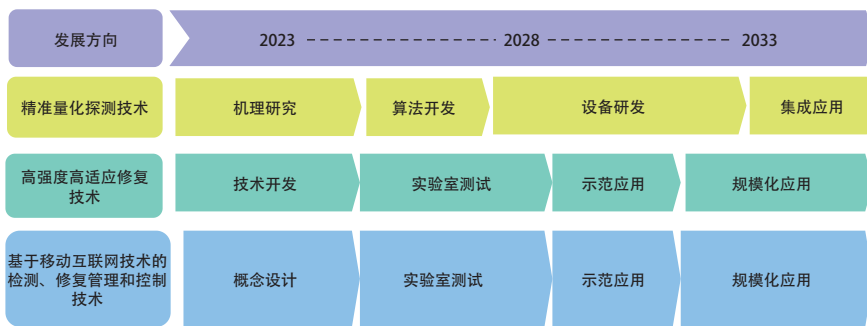 发展方向
2023
2028
2033
精准量化探测技术
机理研究
算法开发
设备研发
集成应用
高强度高适应修复
技术
技术开发
实验室测试
示范应用
规模化应用
基于移动互联网技术的
检测、修复管理和控制
技术
概念设计
实验室测试
示范应用
规模化应用